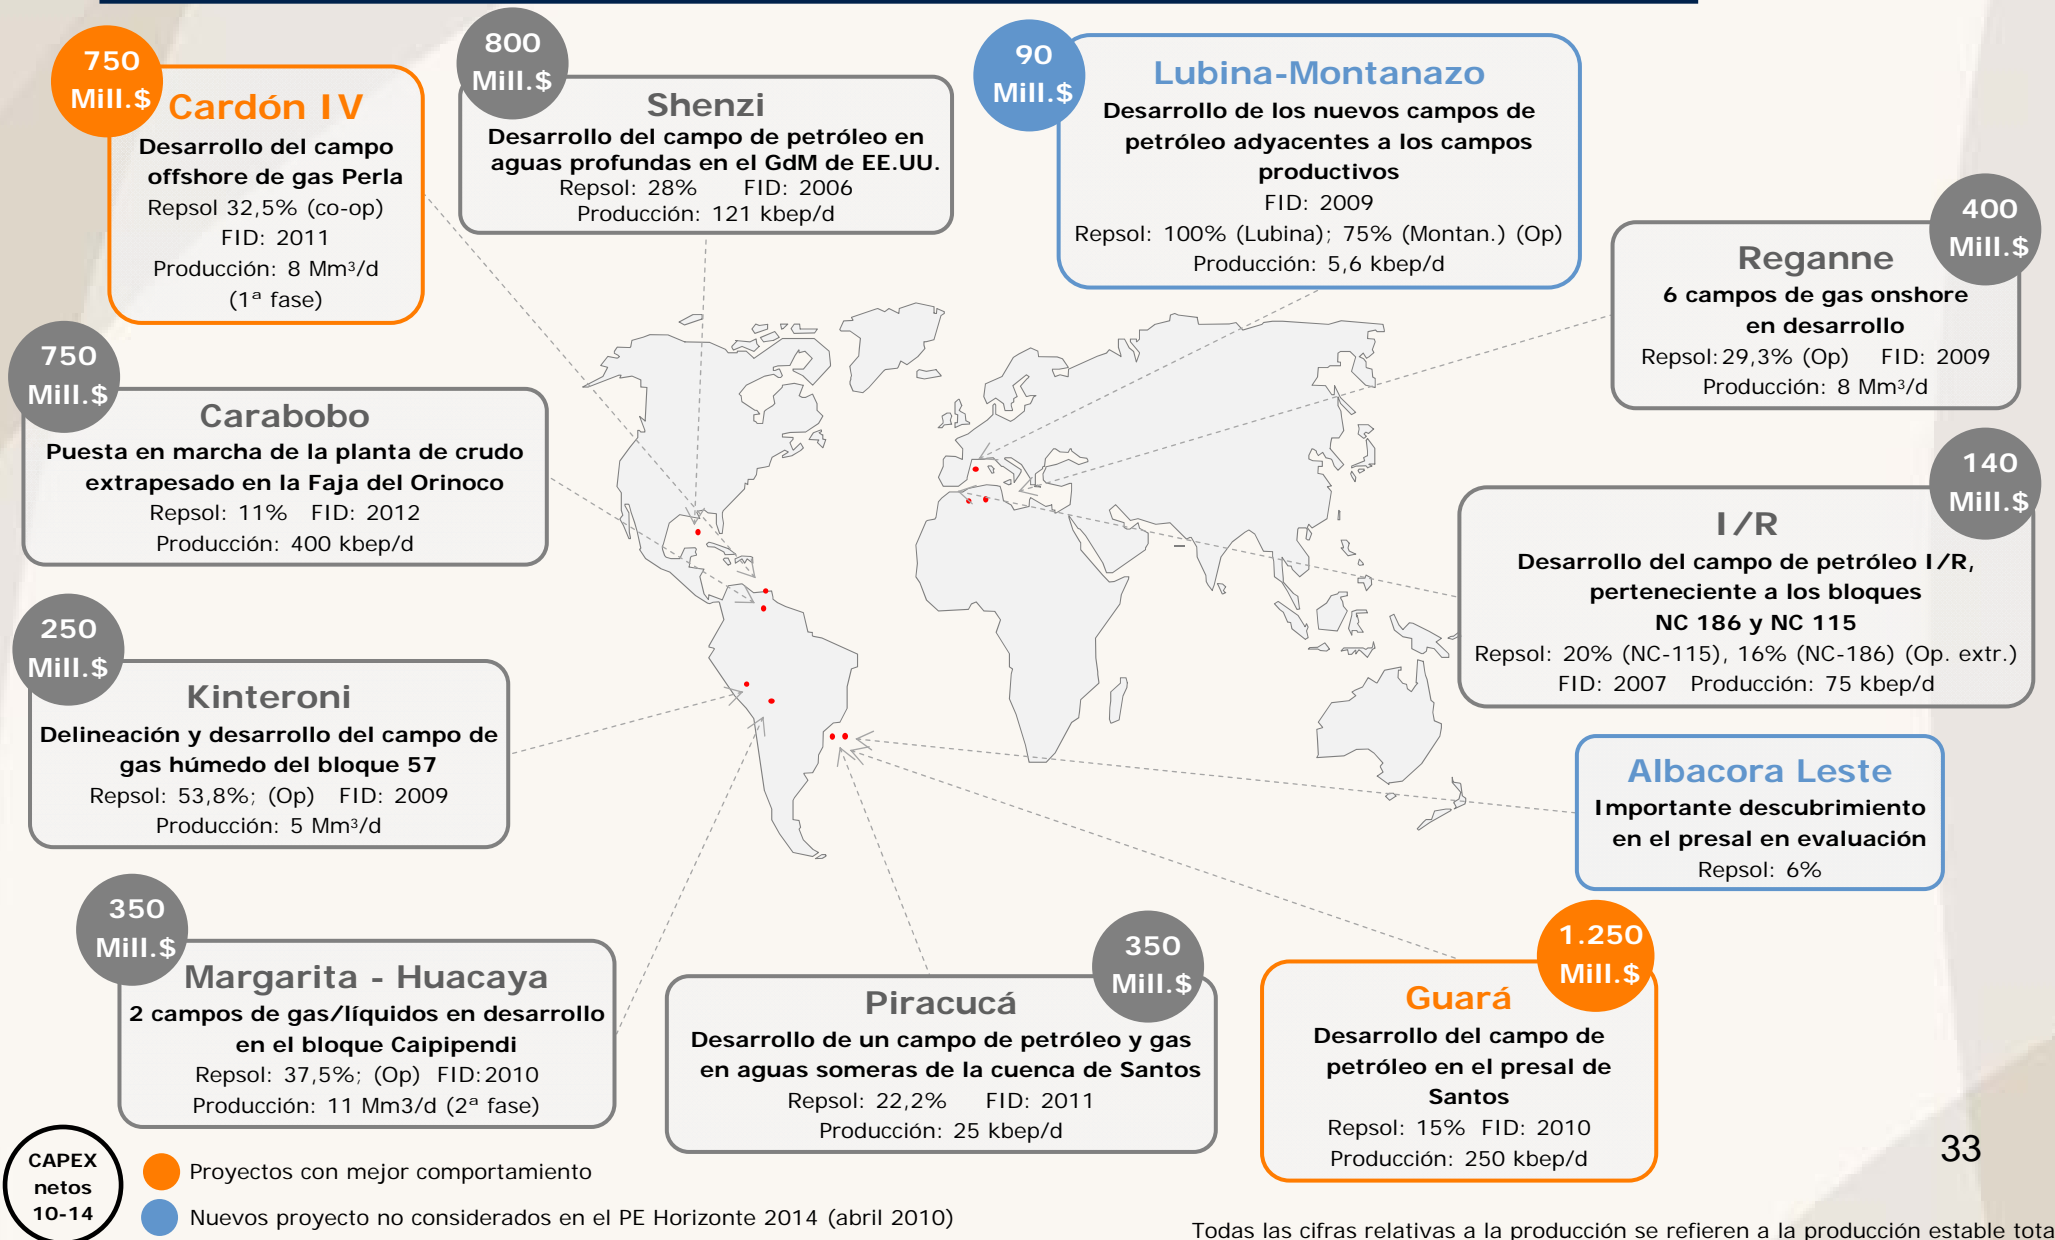 750
Mill.$
Cardón IV
Desarrollo del campo
offshore de gas Perla
Repsol 32,5% (co-op)
FID: 2011
Producción: 8 Mm³/d
(1ª fase)
800
Mill.$
Shenzi
Desarrollo del campo de petróleo en
aguas profundas en el GdM de EE.UU.
Repsol: 28% FID: 2006
Producción: 121 kbep/d
90
Mill.$
Lubina-Montanazo
Desarrollo de los nuevos campos de
petróleo adyacentes a los campos
productivos
FID: 2009
Repsol: 100% (Lubina); 75% (Montan.) (Op)
Producción: 5,6 kbep/d
400
Mill.$
Reganne
6 campos de gas onshore
en desarrollo
Repsol:29,3% (Op) FID: 2009
Producción: 8 Mm³/d
750
Mill.$
Carabobo
Puesta en marcha de la planta de crudo
extrapesado en la Faja del Orinoco
Repsol: 11% FID: 2012
Producción: 400 kbep/d
140
Mill.$
I/R
Desarrollo del campo de petróleo I/R,
perteneciente a los bloques
NC 186 y NC 115
Repsol: 20% (NC-115), 16% (NC-186) (Op. extr.)
FID: 2007 Producción: 75 kbep/d
250
Mill.$
Kinteroni
Delineación y desarrollo del campo de
gas húmedo del bloque 57
Repsol: 53,8%; (Op) FID: 2009
Producción: 5 Mm³/d
Albacora Leste
Importante descubrimiento
en el presal en evaluación
Repsol: 6%
350
Mill.$
Margarita - Huacaya
2 campos de gas/líquidos en desarrollo
en el bloque Caipipendi
Repsol: 37,5%; (Op) FID:2010
Producción: 11 Mm3/d (2ª fase)
350
Mill.$
Piracucá
Desarrollo de un campo de petróleo y gas
en aguas someras de la cuenca de Santos
Repsol: 22,2% FID: 2011
Producción: 25 kbep/d
1.250
Mill.$
Guará
Desarrollo del campo de
petróleo en el presal de
Santos
Repsol: 15% FID: 2010
Producción: 250 kbep/d
33
CAPEX
netos
10-14
Proyectos con mejor comportamiento
Nuevos proyecto no considerados en el PE Horizonte 2014 (abril 2010)
Todas las cifras relativas a la producción se refieren a la producción estable tota